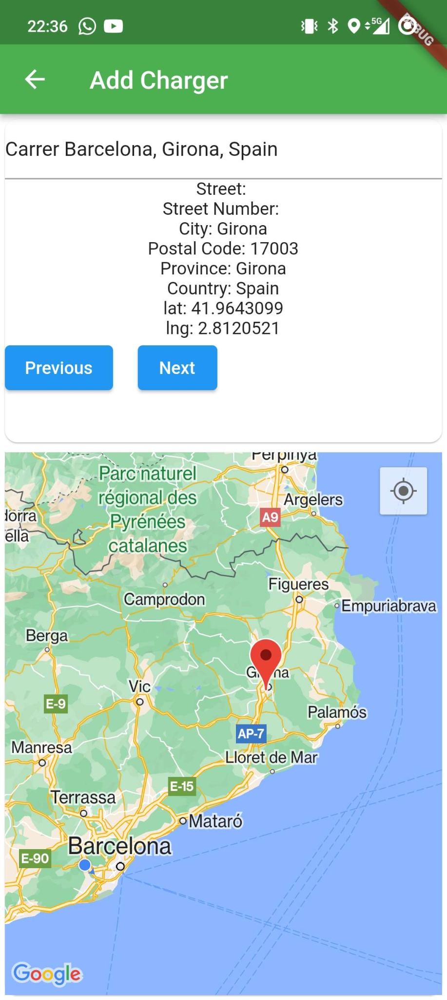 22:36
5G
DEBUG
Add Charger
Carrer Barcelona, Girona, Spain
Street:
Street Number:
City: Girona
Postal Code: 17003
Province: Girona
Country: Spain
lat: 41.9643099
lng: 2.8120521
Previous
Next
Perpinyà
Parc naturel
régional des
Pyrénées
catalanes
Argelers
A9
dorra
ella
Figueres
Camprodon
Empuriabrava
Berga
Girona
Vic
E-9
Palamós
AP-7
Manresa
Lloret de Mar
E-15
Terrassa
Mataró
Barcelona
E-90
Google